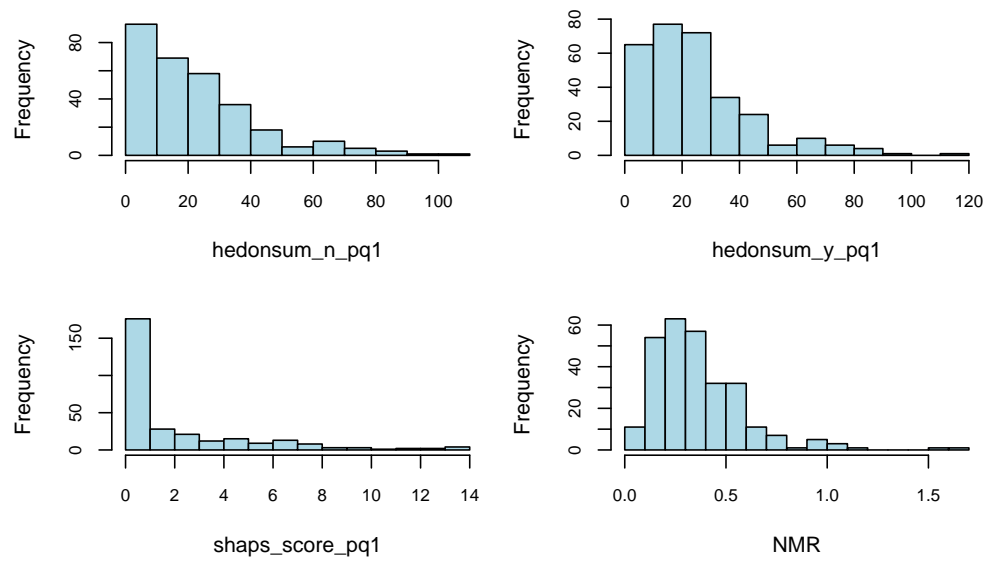 Frequency
0 40 80
0 20 40 60 80 100
hedonsum_n_pq1
Frequency
0 20 40 60 80
0 20 40 60 80 100 120
hedonsum_y_pq1
Frequency
0 50 150
0 2 4 6 8 10 12 14
shaps_score_pq1
Frequency
0 20 40 60
0.0 0.5 1.0 1.5
NMR